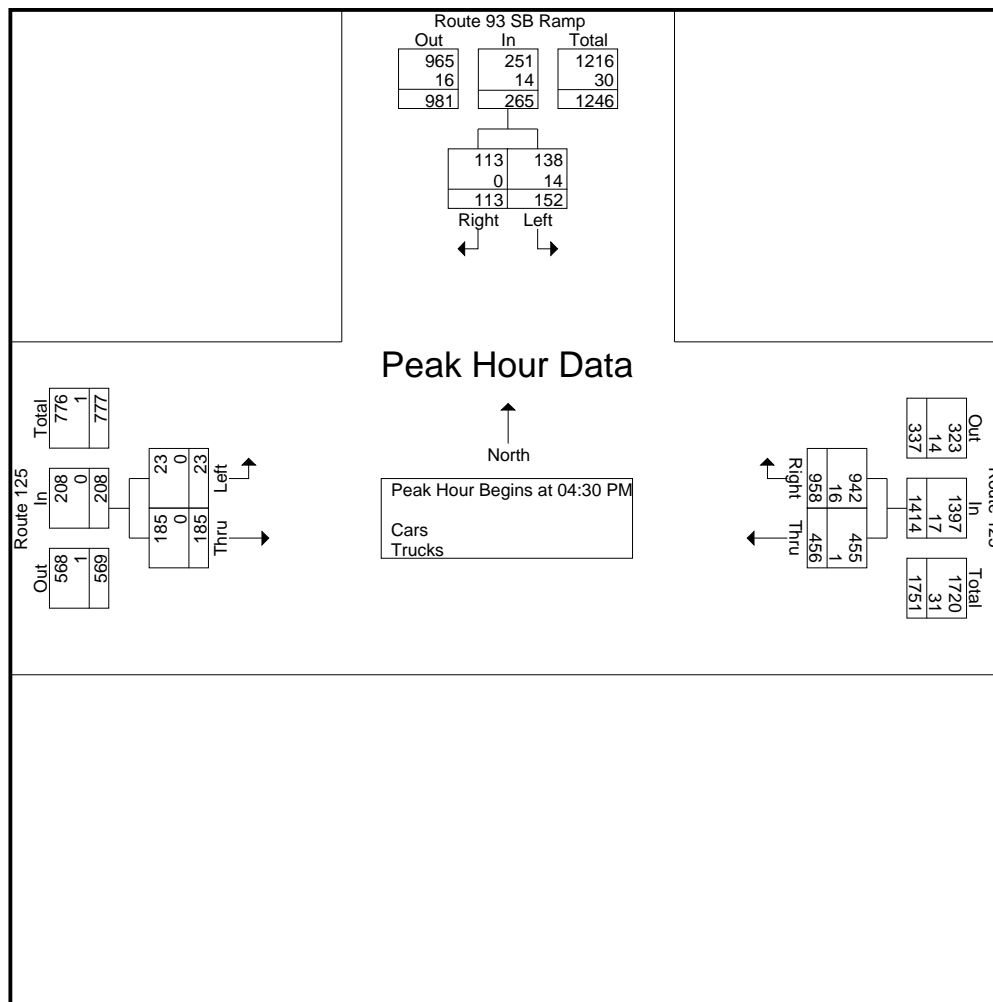 Route 93 SB Ramp
Out In Total
965 251 1216
16 14 30
981 265 1246
113 138
0 14
113 152
Right Left
Peak Hour Data
North
Peak Hour Begins at 04:30 PM
Cars
Trucks
Route 125
Total In Out
776 208 568
1 0 1
777 208 569
23 185
0 0
23 185
Left Thru
Right Thru
942 455
16 1
958 456
Out In Total
323 1397 1720
14 17 31
337 1414 1751